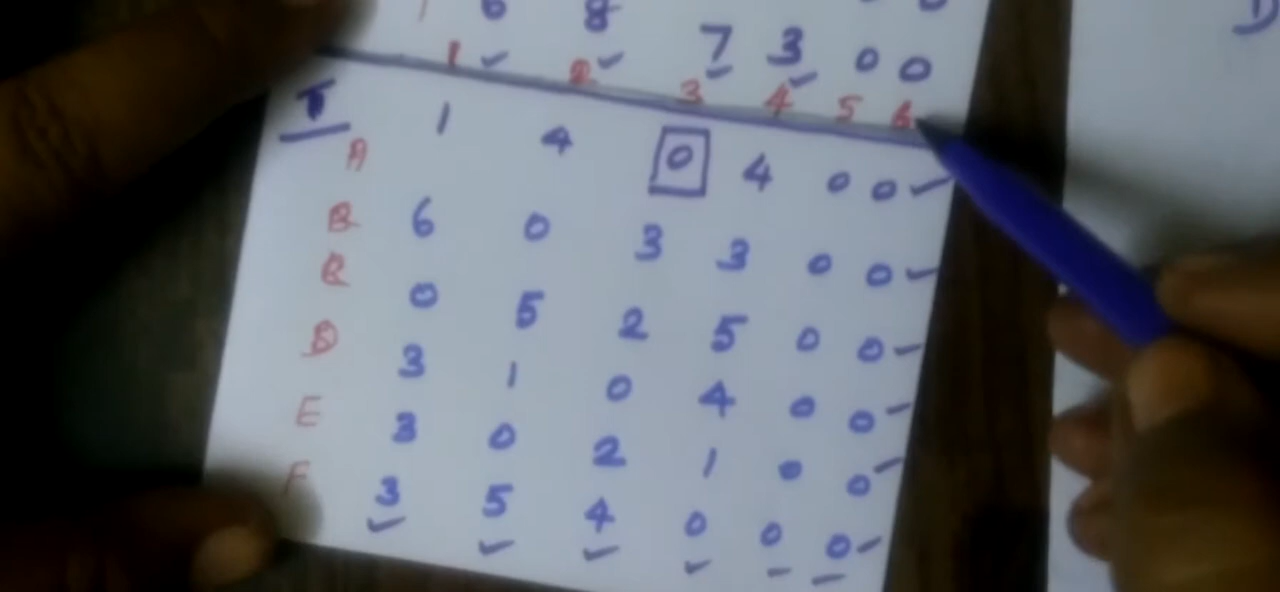 6 8 7 3 0 0
1 2 3 4 5 6
A 1 4 0 4 0 0
B 6 0 3 3 0 0
0 5 2 5 0 0
D 3 1 0 4 0 0
E 3 0 2 1 0 0
F 3 5 4 0 0 0
D